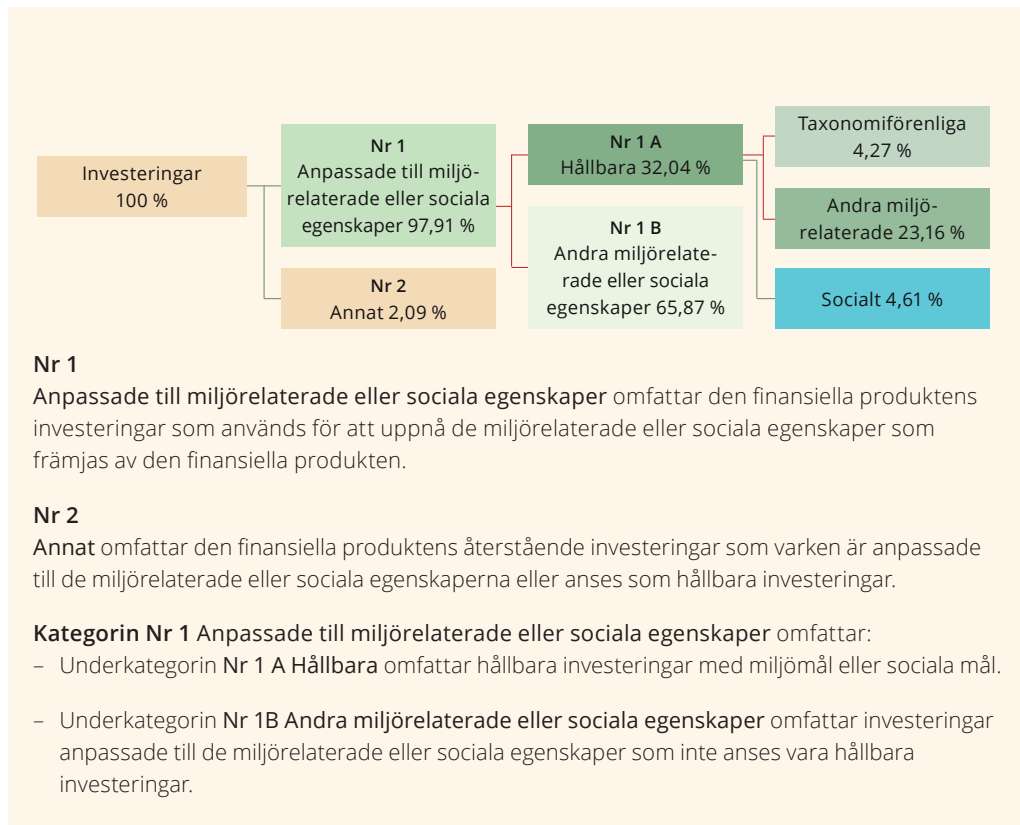 Investeringar
100 %
Nr 1
Anpassade till miljö-
relaterade eller sociala
egenskaper 97,91 %
Nr 2
Annat 2,09 %
Nr 1 A
Hållbara 32,04 %
Nr 1 B
Andra miljörelate-
rade eller sociala
egenskaper 65,87 %
Taxonomiförenliga
4,27 %
Andra miljö-
relaterade 23,16 %
Socialt 4,61 %
Nr 1
Anpassade till miljörelaterade eller sociala egenskaper omfattar den finansiella produktens
investeringar som används för att uppnå de miljörelaterade eller sociala egenskaper som
främjas av den finansiella produkten.
Nr 2
Annat omfattar den finansiella produktens återstående investeringar som varken är anpassade
till de miljörelaterade eller sociala egenskaperna eller anses som hållbara investeringar.
Kategorin Nr 1 Anpassade till miljörelaterade eller sociala egenskaper omfattar:
– Underkategorin Nr 1 A Hållbara omfattar hållbara investeringar med miljömål eller sociala mål.
– Underkategorin Nr 1B Andra miljörelaterade eller sociala egenskaper omfattar investeringar
anpassade till de miljörelaterade eller sociala egenskaper som inte anses vara hållbara
investeringar.